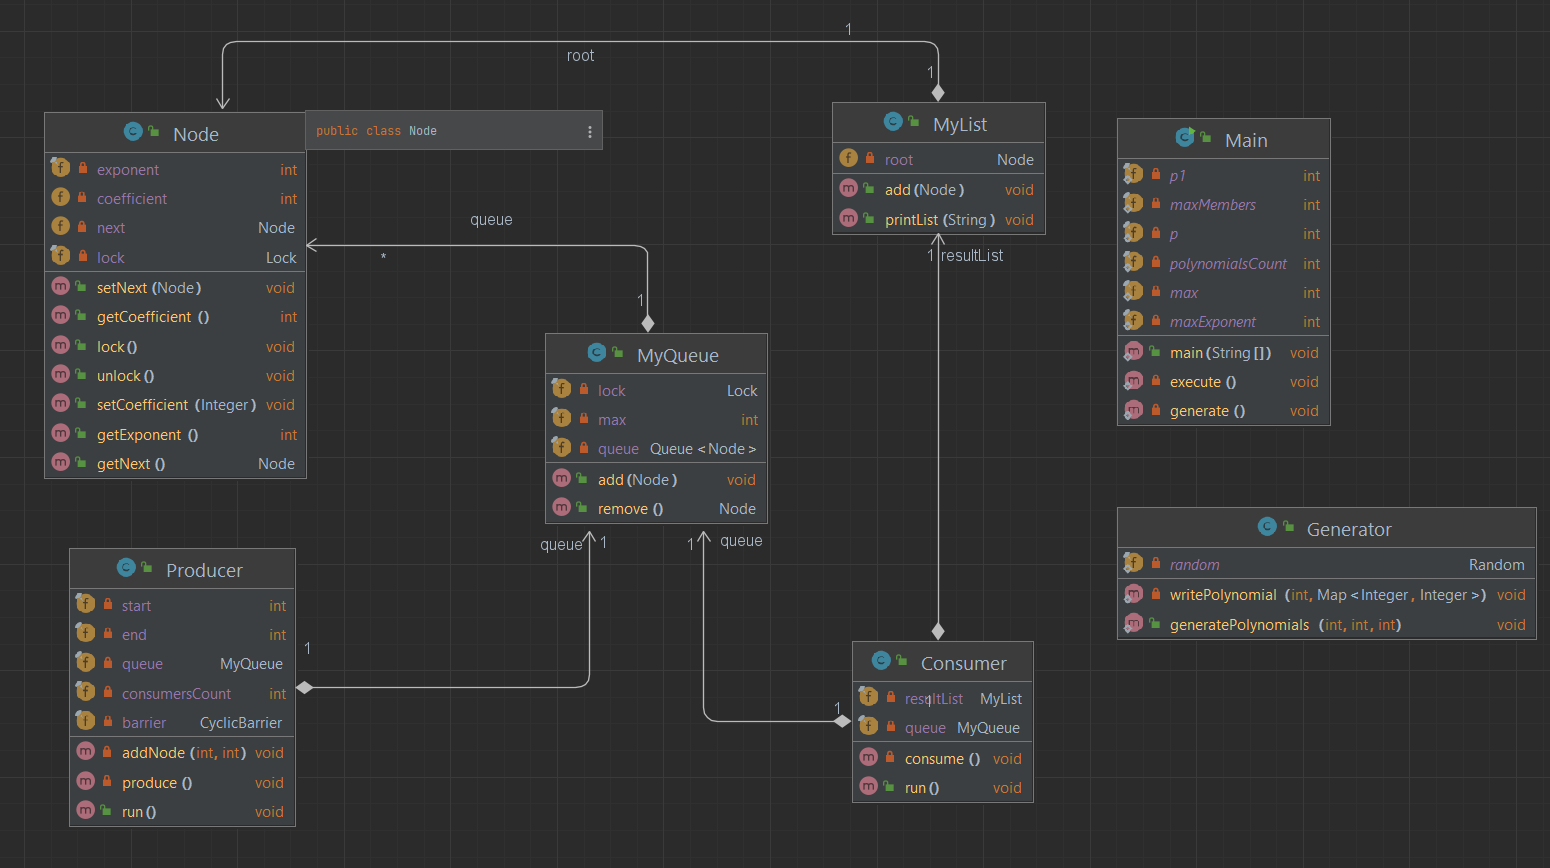 1
root
1
Node
public class Node
exponent int
coefficient int
next Node
lock Lock
setNext (Node) void
getCoefficient () int
lock () void
unlock () void
setCoefficient (Integer) void
getExponent () int
getNext () Node
MyList
root Node
add (Node) void
printList (String) void
1 resultList
Main
p1 int
maxMembers int
p int
polynomialsCount int
max int
maxExponent int
main (String []) void
execute () void
generate () void
queue
*
1
MyQueue
lock Lock
max int
queue Queue <Node>
add (Node) void
remove () Node
queue 1
1 queue
Producer
start int
end int
queue MyQueue
consumersCount int
barrier CyclicBarrier
addNode (int, int) void
produce () void
run () void
1
Generator
random Random
writePolynomial (int, Map <Integer, Integer>) void
generatePolynomials (int, int, int) void
Consumer
resultList MyList
1
queue MyQueue
consume () void
run () void
1